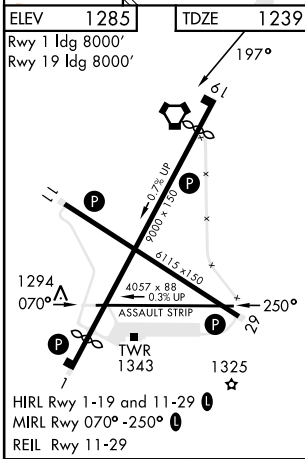 ELEV 1285
TDZE 1239
Rwy 1 ldg 8000'
Rwy 19 ldg 8000'
197°
19
11
P
0.7% UP
P
9000 x 150
6115 x150
1294
4057 x 88
0.3% UP
070°
250°
ASSAULT STRIP
P
29
P
TWR
1343
1325
1
HIRL Rwy 1-19 and 11-29 L
MIRL Rwy 070° -250° L
REIL Rwy 11-29